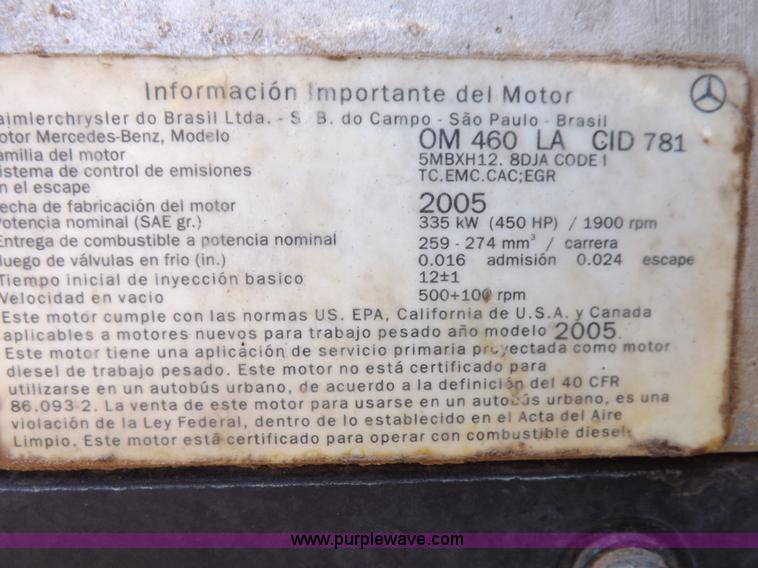 Información Importante del Motor
aimlerchrysler do Brasil Ltda. - S. B. do Campo - São Paulo - Brasil
otor Mercedes-Benz, Modelo OM 460 LA CID 781
amilia del motor 5MBXH12. 8DJA CODE I
istema de control de emisiones TC.EMC.CAC;EGR
n el escape
echa de fabricación del motor 2005
Potencia nominal (SAE gr.) 335 kW (450 HP) / 1900 rpm
Entrega de combustible a potencia nominal 259 - 274 mm³ / carrera
uego de válvulas en frio (in.) 0.016 admisión 0.024 escape
Tiempo inicial de inyección basico 12±1
Velocidad en vacio 500+100 rpm
Este motor cumple con las normas US. EPA, California de U.S.A. y Canada
aplicables a motores nuevos para trabajo pesado año modelo 2005.
Este motor tiene una aplicación de servicio primaria proyectada como motor
diesel de trabajo pesado. Este motor no está certificado para
utilizarse en un autobús urbano, de acuerdo a la definición del 40 CFR
86.093-2. La venta de este motor para usarse en un autobús urbano, es una
violación de la Ley Federal, dentro de lo establecido en el Acta del Aire
Limpio. Este motor está certificado para operar con combustible diesel.
www.purplewave.com